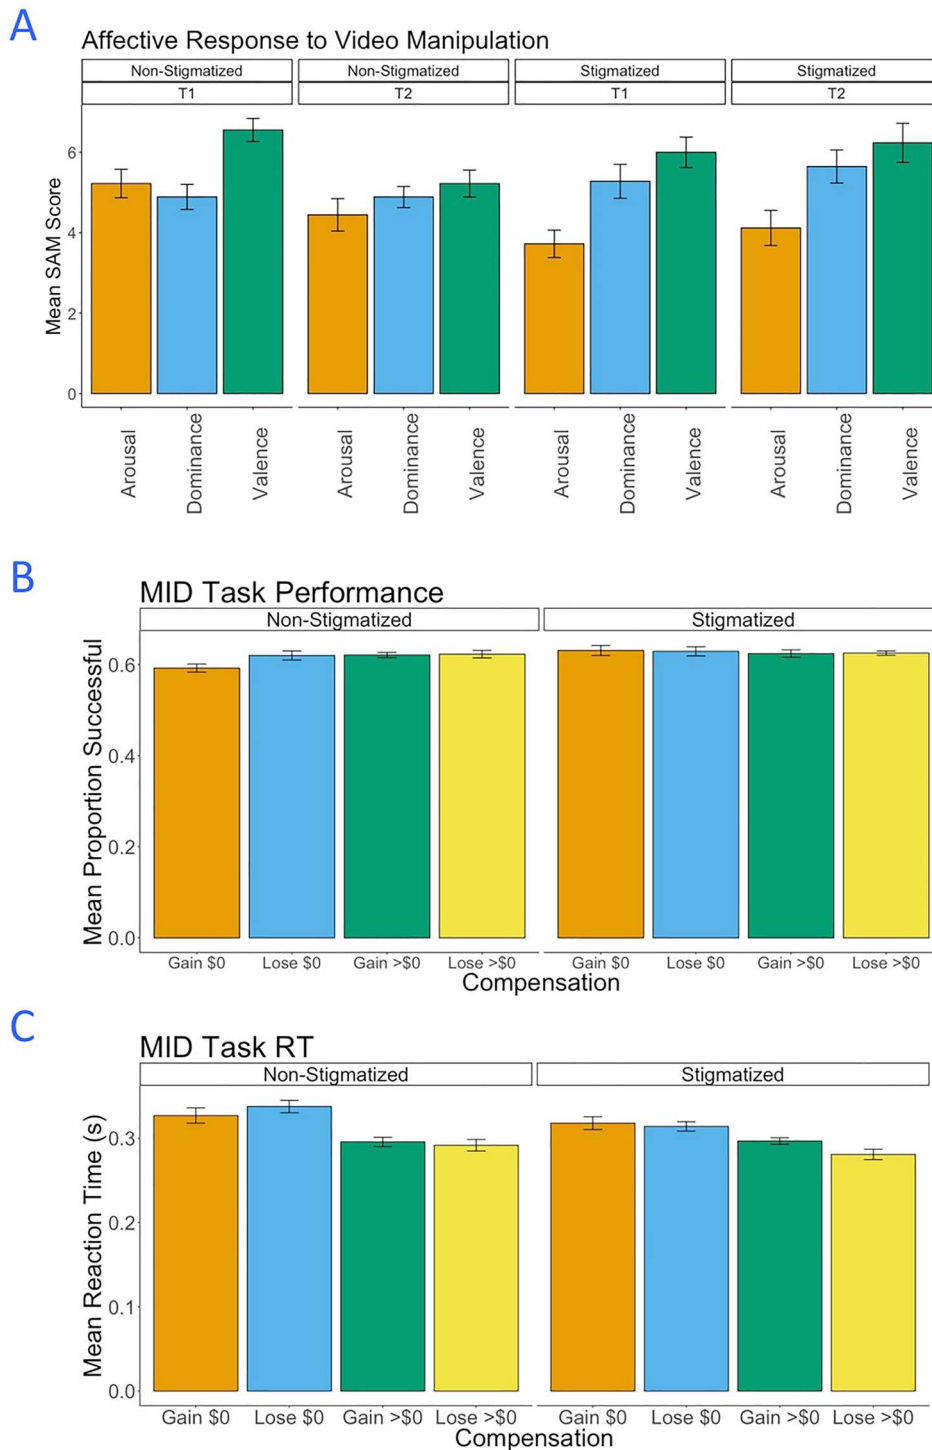 A
Affective Response to Video Manipulation
Non-Stigmatized Non-Stigmatized Stigmatized Stigmatized
T1 T2 T1 T2
Mean SAM Score
6
4
2
0
Arousal Dominance Valence Arousal Dominance Valence Arousal Dominance Valence Arousal Dominance Valence
B
MID Task Performance
Non-Stigmatized Stigmatized
Mean Proportion Successful
0.6
0.4
0.2
0.0
Gain $0 Lose $0 Gain >$0 Lose >$0 Gain $0 Lose $0 Gain >$0 Lose >$0
Compensation
C
MID Task RT
Non-Stigmatized Stigmatized
Mean Reaction Time (s)
0.3
0.2
0.1
0.0
Gain $0 Lose $0 Gain >$0 Lose >$0 Gain $0 Lose $0 Gain >$0 Lose >$0
Compensation